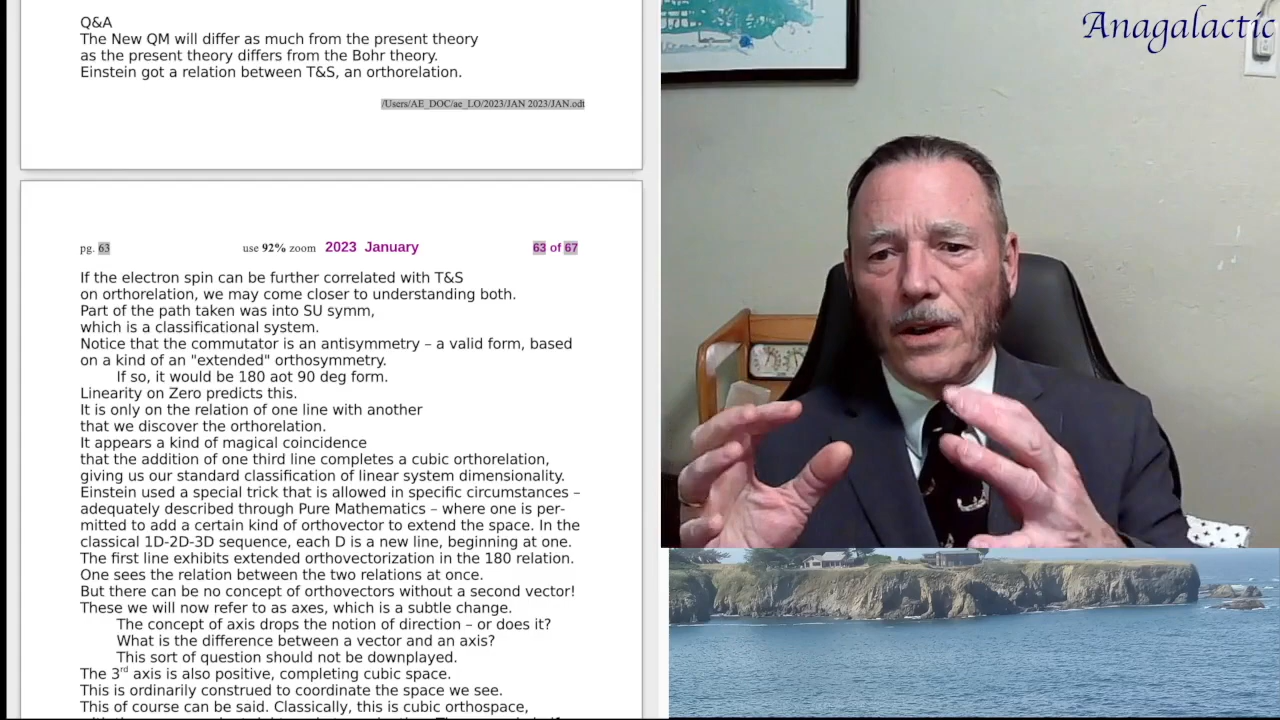 Q&A
The New QM will differ as much from the present theory
as the present theory differs from the Bohr theory.
Einstein got a relation between T&S, an orthorelation.
/Users/AE_DOC/ae_LO/2023/JAN 2023/JAN.odt
pg. 63 use 92% zoom 2023 January 63 of 67
If the electron spin can be further correlated with T&S
on orthorelation, we may come closer to understanding both.
Part of the path taken was into SU symm,
which is a classificational system.
Notice that the commutator is an antisymmetry – a valid form, based
on a kind of an "extended" orthosymmetry.
If so, it would be 180 aot 90 deg form.
Linearity on Zero predicts this.
It is only on the relation of one line with another
that we discover the orthorelation.
It appears a kind of magical coincidence
that the addition of one third line completes a cubic orthorelation,
giving us our standard classification of linear system dimensionality.
Einstein used a special trick that is allowed in specific circumstances –
adequately described through Pure Mathematics – where one is per-
mitted to add a certain kind of orthovector to extend the space. In the
classical 1D-2D-3D sequence, each D is a new line, beginning at one.
The first line exhibits extended orthovectorization in the 180 relation.
One sees the relation between the two relations at once.
But there can be no concept of orthovectors without a second vector!
These we will now refer to as axes, which is a subtle change.
The concept of axis drops the notion of direction – or does it?
What is the difference between a vector and an axis?
This sort of question should not be downplayed.
The 3rd axis is also positive, completing cubic space.
This is ordinarily construed to coordinate the space we see.
This of course can be said. Classically, this is cubic orthospace,
Anagalactic